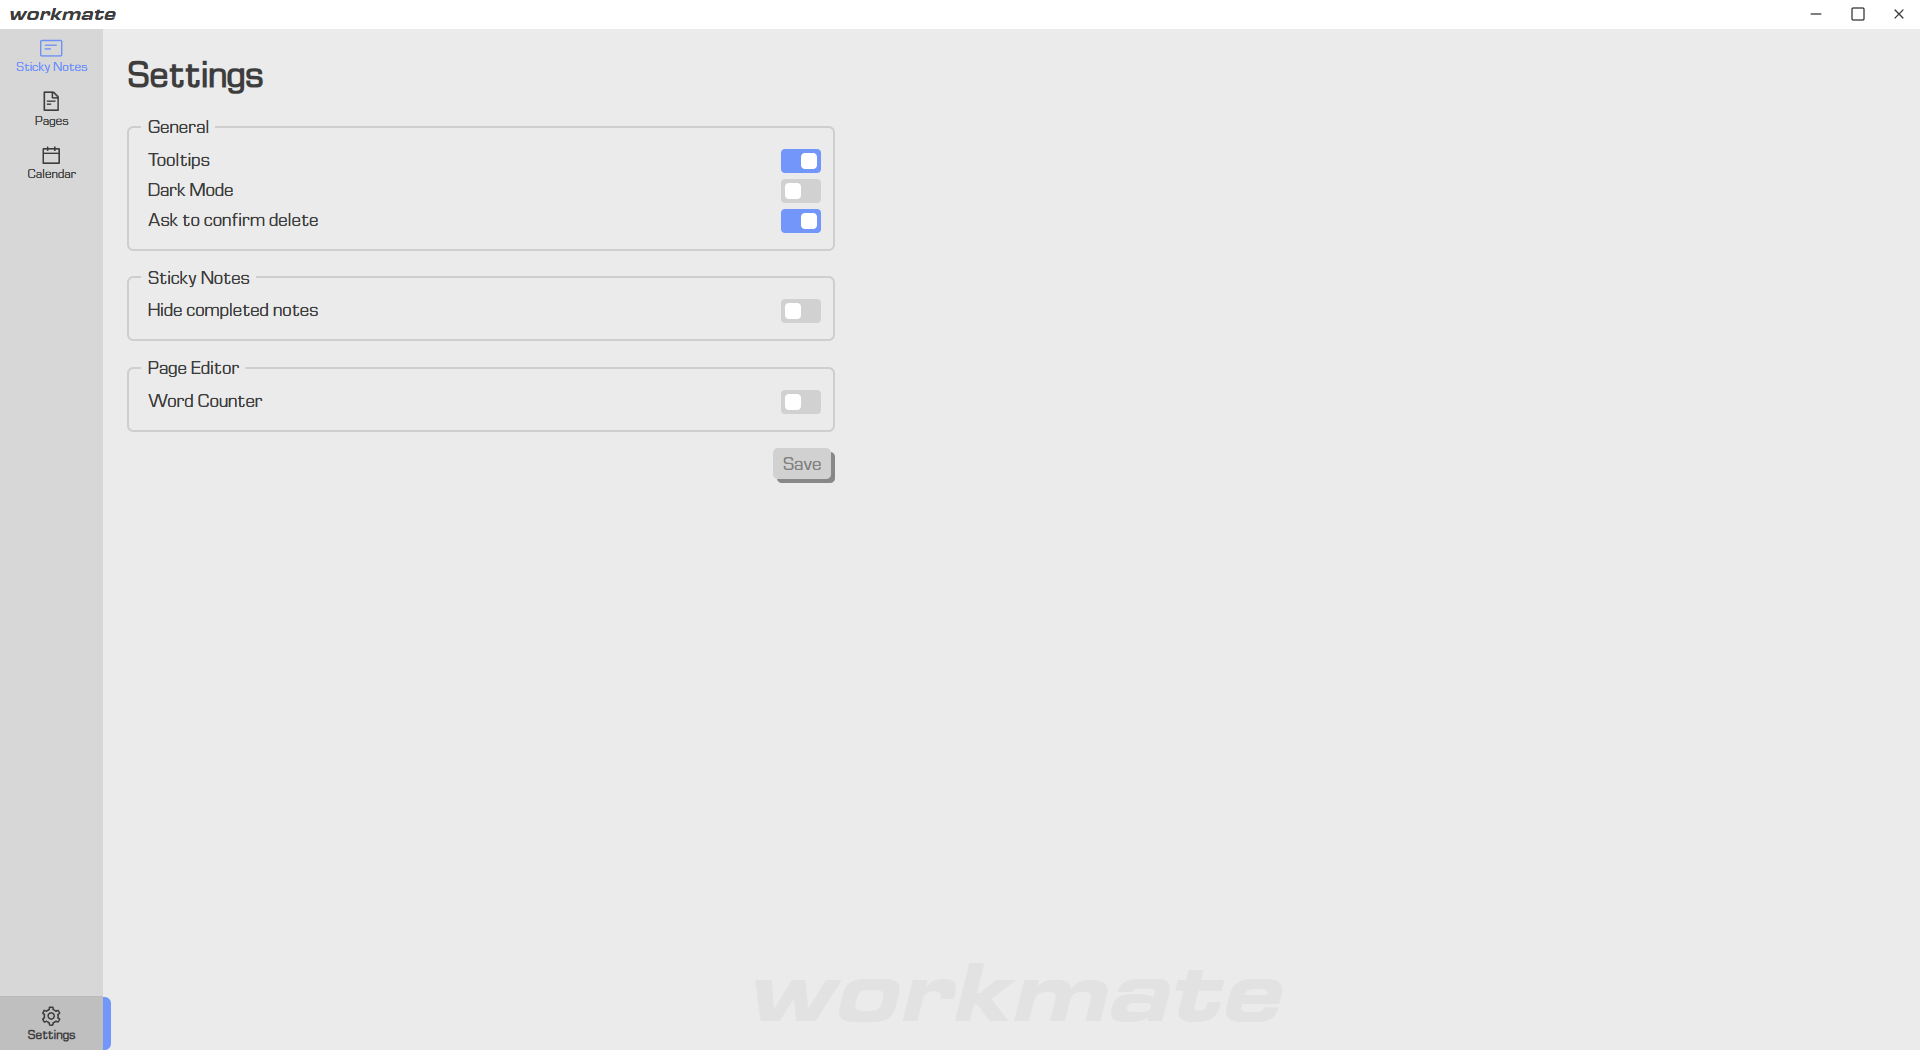 workmate
Sticky Notes
Pages
Calendar
Settings
General
Tooltips
Dark Mode
Ask to confirm delete
Sticky Notes
Hide completed notes
Page Editor
Word Counter
Save
workmate
Settings